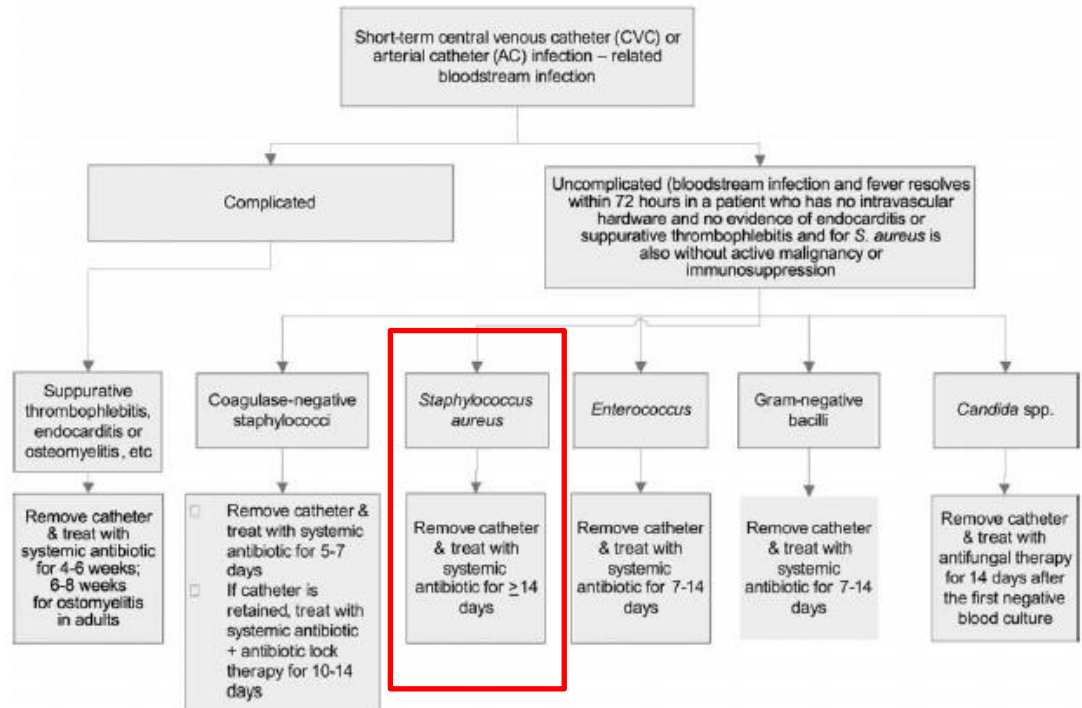 Short-term central venous catheter (CVC) or
arterial catheter (AC) infection – related
bloodstream infection
Complicated
Uncomplicated (bloodstream infection and fever resolves
within 72 hours in a patient who has no intravascular
hardware and no evidence of endocarditis or
suppurative thrombophlebitis and for S. aureus is
also without active malignancy or
immunosuppression
Suppurative
thrombophlebitis,
endocarditis or
osteomyelitis, etc
Coagulase-negative
staphylococci
Staphylococcus
aureus
Enterococcus
Gram-negative
bacilli
Candida spp.
Remove catheter
& treat with
systemic antibiotic
for 4-6 weeks;
6-8 weeks
for ostomyelitis
in adults
Remove catheter &
treat with systemic
antibiotic for 5-7
days
If catheter is
retained, treat with
systemic antibiotic
+ antibiotic lock
therapy for 10-14
days
Remove catheter
& treat with
systemic
antibiotic for ≥14
days
Remove catheter
& treat with
systemic
antibiotic for 7-14
days
Remove catheter
& treat with
systemic
antibiotic for 7-14
days
Remove catheter
& treat with
antifungal therapy
for 14 days after
the first negative
blood culture